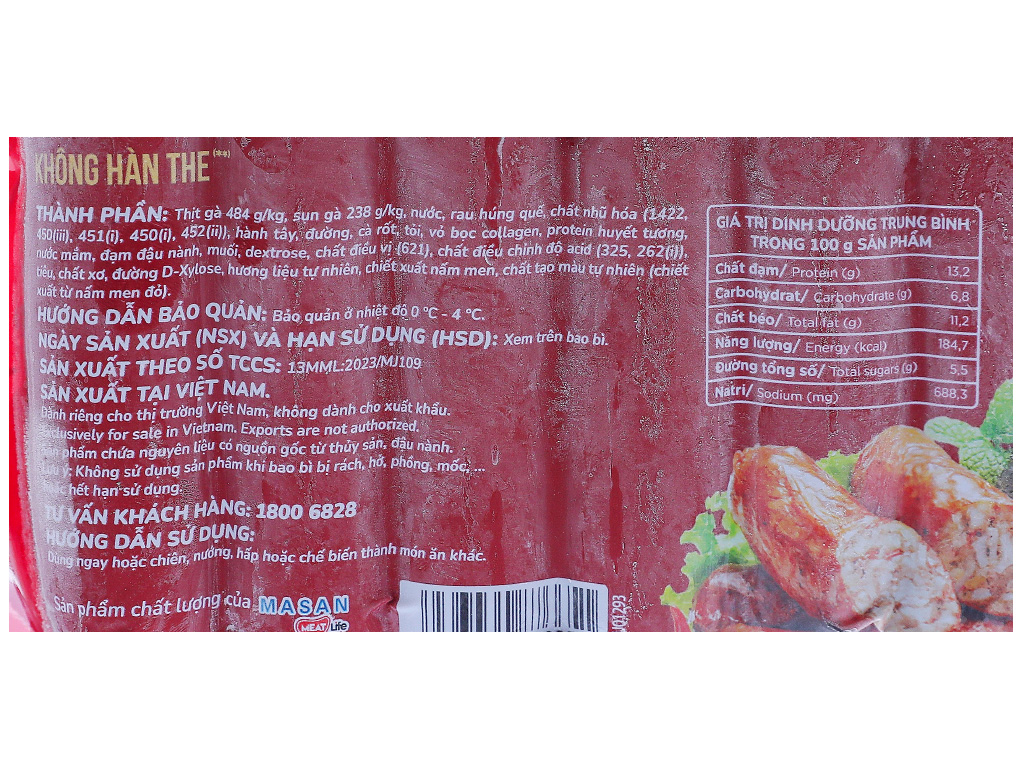 KHÔNG HÀN THE (**)
THÀNH PHẦN: Thịt gà 484 g/kg, sụn gà 238 g/kg, nước, rau húng quế, chất nhũ hóa (1422,
450(iii), 451(i), 450(i), 452(ii)), hành tây, đường, cà rốt, tỏi, vỏ bọc collagen, protein huyết tương,
nước mắm, đạm đậu nành, muối, dextrose, chất điều vị (621), chất điều chỉnh độ acid (325, 262(i)),
tiêu, chất xơ, đường D-Xylose, hương liệu tự nhiên, chiết xuất nấm men, chất tạo màu tự nhiên (chiết
xuất từ nấm men đỏ).
HƯỚNG DẪN BẢO QUẢN: Bảo quản ở nhiệt độ 0 °C - 4 °C.
NGÀY SẢN XUẤT (NSX) VÀ HẠN SỬ DỤNG (HSD): Xem trên bao bì.
SẢN XUẤT THEO SỐ TCCS: 13MML:2023/MJ109
SẢN XUẤT TẠI VIỆT NAM.
Dành riêng cho thị trường Việt Nam, không dành cho xuất khẩu.
Exclusively for sale in Vietnam. Exports are not authorized.
Sản phẩm chứa nguyên liệu có nguồn gốc từ thủy sản, đậu nành.
Lưu ý: Không sử dụng sản phẩm khi bao bì bị rách, hở, phồng, mốc, ...
hết hạn sử dụng.
TƯ VẤN KHÁCH HÀNG: 1800 6828
HƯỚNG DẪN SỬ DỤNG:
Dùng ngay hoặc chiên, nướng, hấp hoặc chế biến thành món ăn khác.
Sản phẩm chất lượng của MASAN
MEAT Life
GIÁ TRỊ DINH DƯỠNG TRUNG BÌNH
TRONG 100 g SẢN PHẨM
Chất đạm/ Protein (g) 13,2
Carbohydrat/ Carbohydrate (g) 6,8
Chất béo/ Total fat (g) 11,2
Năng lượng/ Energy (kcal) 184,7
Đường tổng số/ Total sugars (g) 5,5
Natri/ Sodium (mg) 688,3